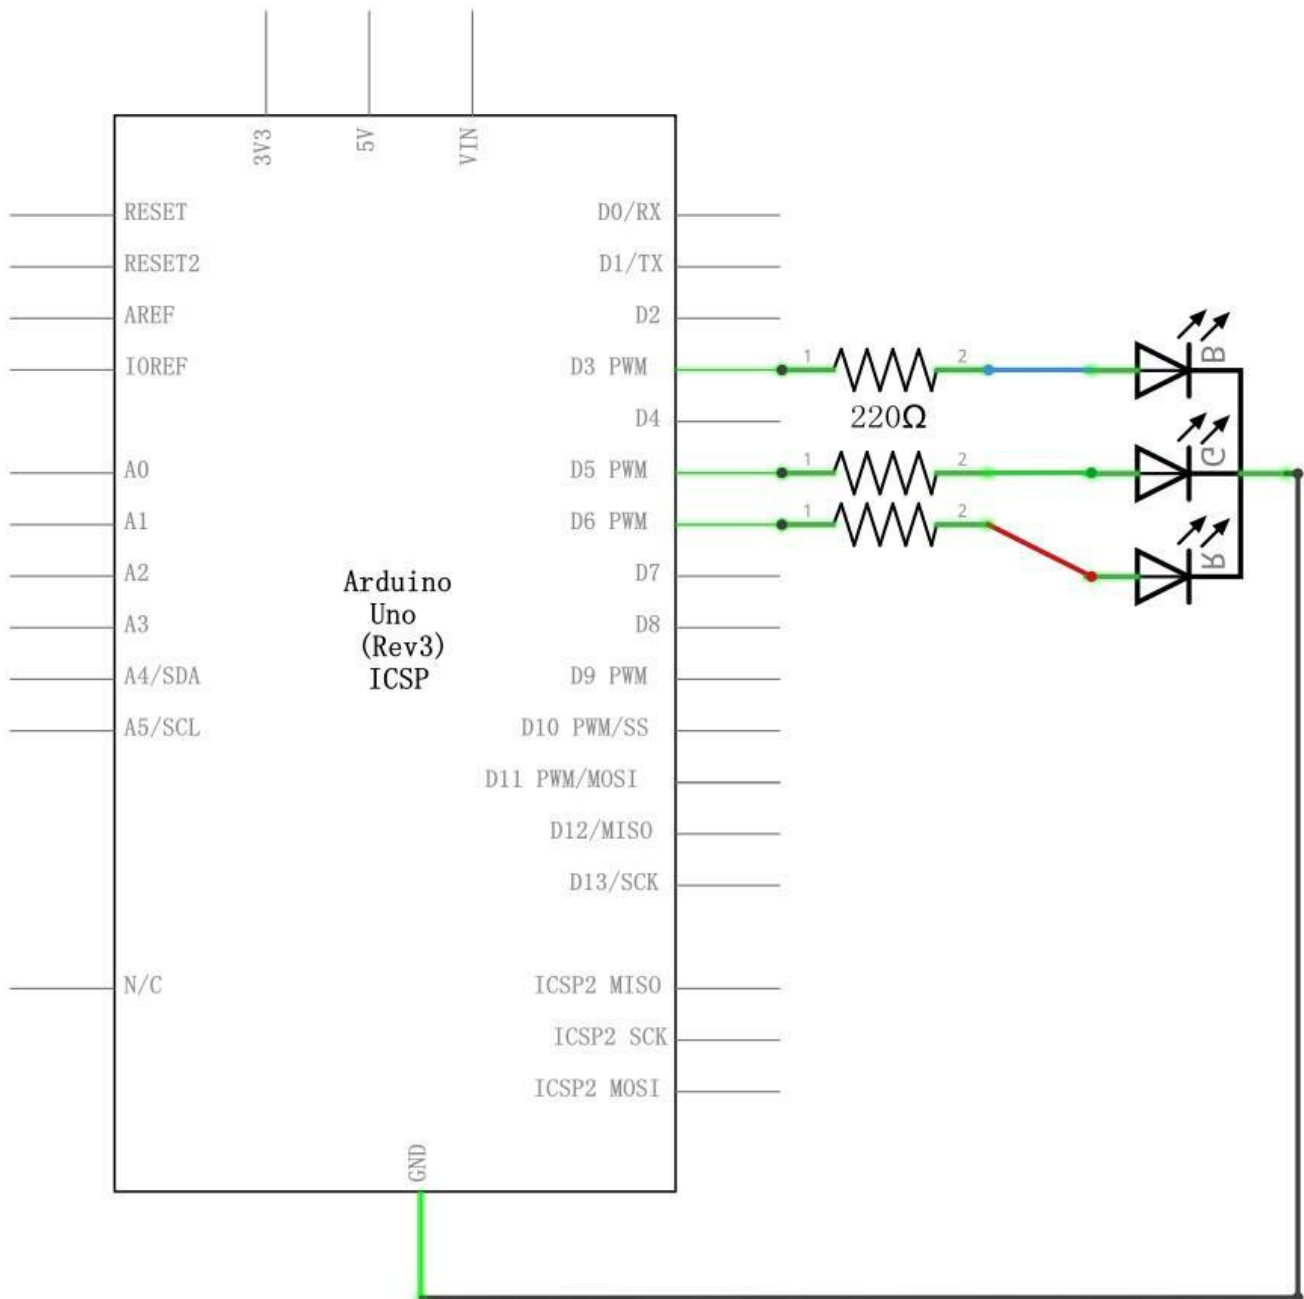 3V3
5V
VIN
RESET
D0/RX
RESET2
D1/TX
AREF
D2
IOREF
D3 PWM
1
2
B
220Ω
D4
A0
D5 PWM
1
2
G
A1
D6 PWM
1
2
R
A2
D7
Arduino
Uno
(Rev3)
ICSP
A3
D8
A4/SDA
D9 PWM
A5/SCL
D10 PWM/SS
D11 PWM/MOSI
D12/MISO
D13/SCK
N/C
ICSP2 MISO
ICSP2 SCK
ICSP2 MOSI
GND